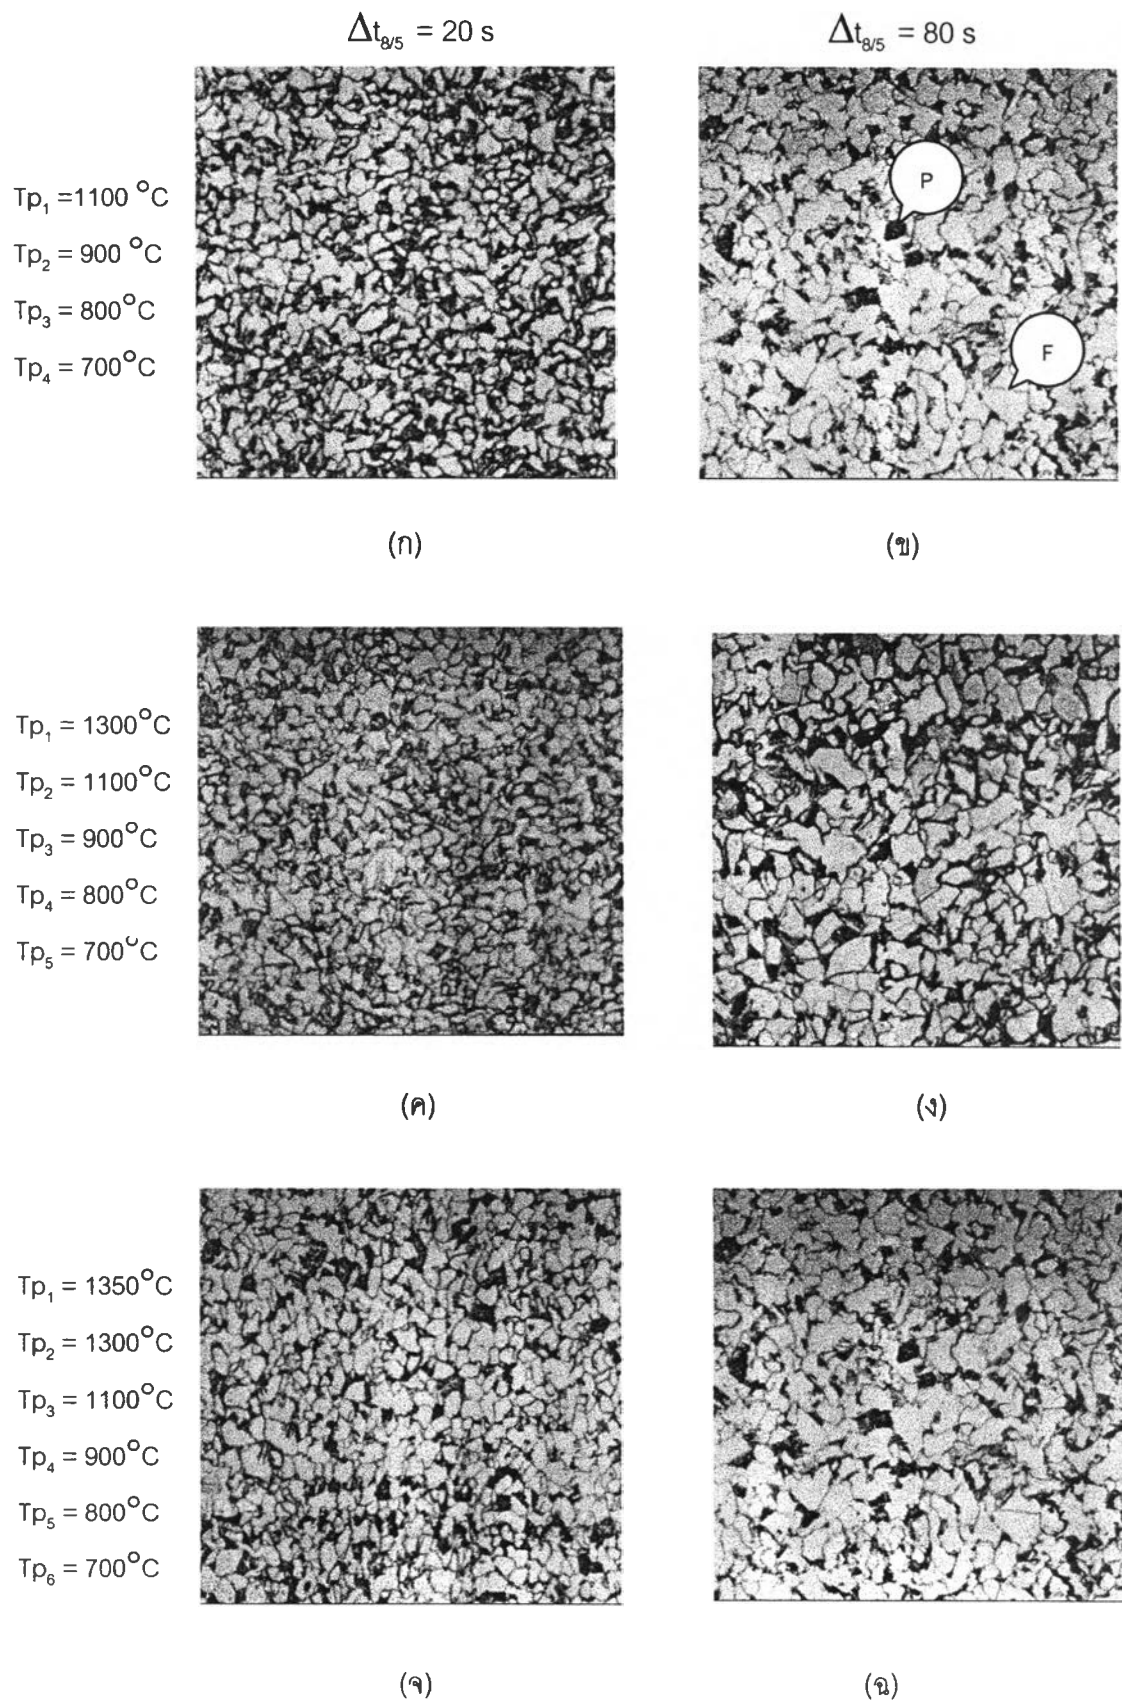 Δt8/5 = 20 s
Δt8/5 = 80 s
Tp1 =1100 °C
Tp2 = 900 °C
Tp3 = 800°C
Tp4 = 700°C
P
F
(ก)
(ข)
Tp1 = 1300°C
Tp2 = 1100°C
Tp3 = 900°C
Tp4 = 800°C
Tp5 = 700°C
(ค)
(ง)
Tp1 = 1350°C
Tp2 = 1300°C
Tp3 = 1100°C
Tp4 = 900°C
Tp5 = 800°C
Tp6 = 700°C
(จ)
(ฉ)